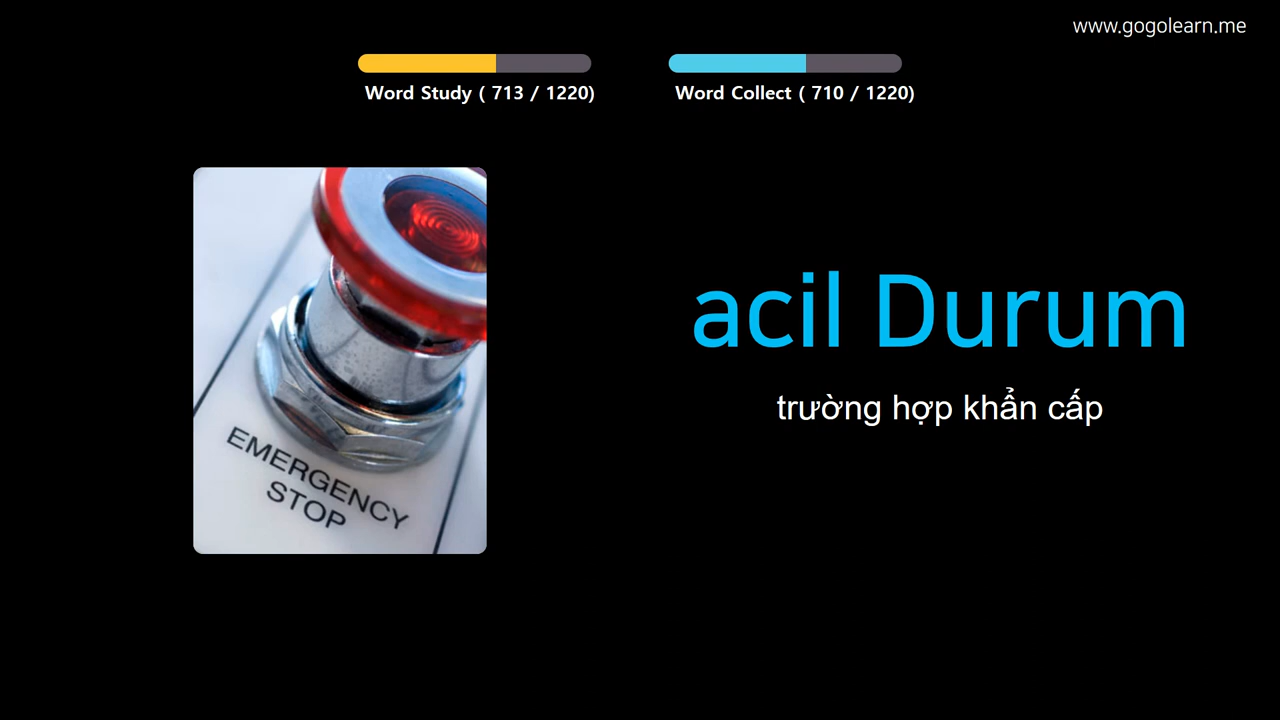 www.gogolearn.me
Word Study ( 713 / 1220)
Word Collect ( 710 / 1220)
acil Durum
trường hợp khẩn cấp
EMERGENCY
STOP